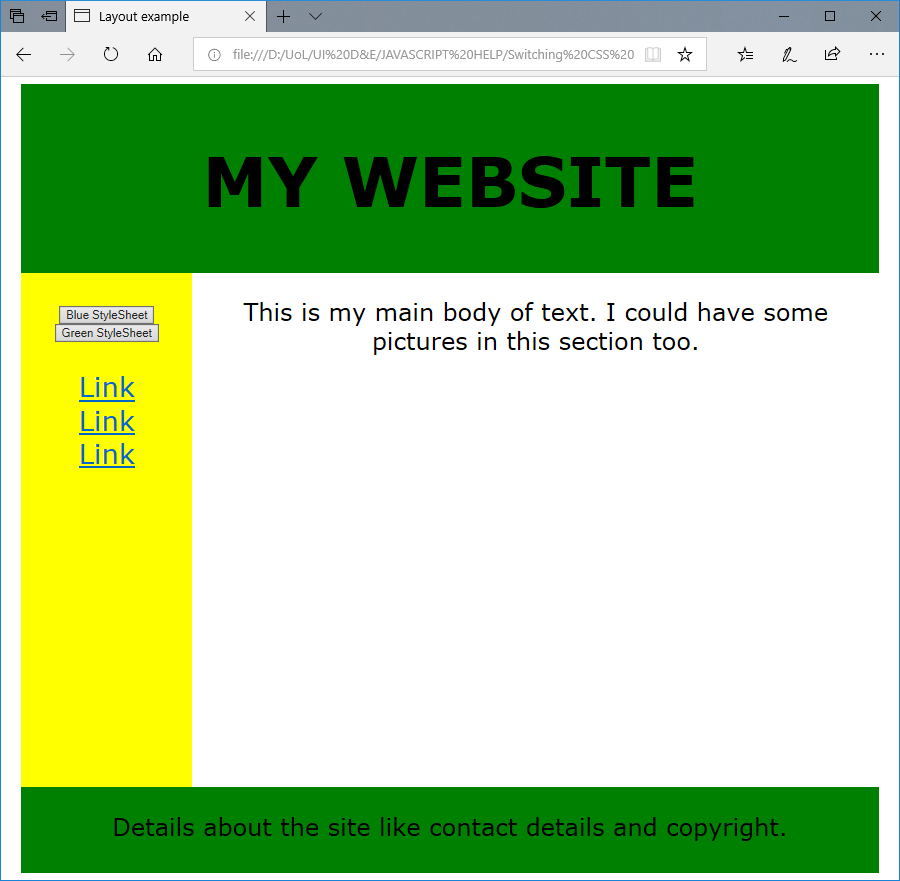 Layout example
file:///D:/UoL/UI%20D&E/JAVASCRIPT%20HELP/Switching%20CSS%20
MY WEBSITE
Blue StyleSheet
Green StyleSheet
Link
Link
Link
This is my main body of text. I could have some
pictures in this section too.
Details about the site like contact details and copyright.